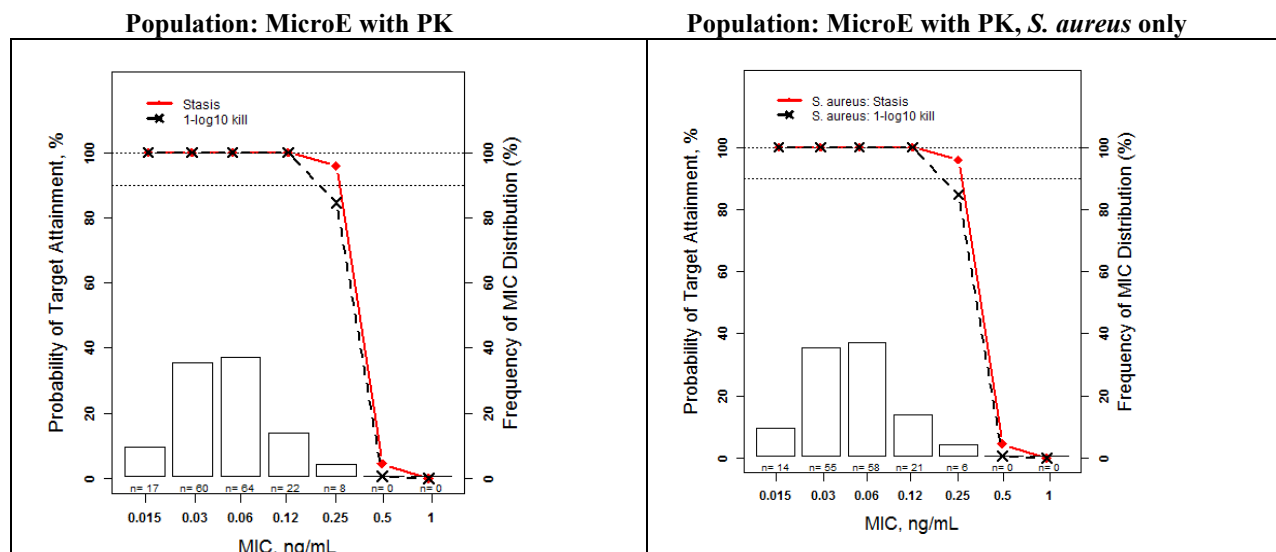 Population: MicroE with PK
Stasis
1-log10 kill
Probability of Target Attainment, %
100
80
60
40
20
0
Frequency of MIC Distribution (%)
100
80
60
40
20
0
n= 17 n= 60 n= 64 n= 22 n= 8 n= 0 n= 0
0.015 0.03 0.06 0.12 0.25 0.5 1
MIC, ng/mL
Population: MicroE with PK, S. aureus only
S. aureus: Stasis
S. aureus: 1-log10 kill
Probability of Target Attainment, %
100
80
60
40
20
0
Frequency of MIC Distribution (%)
100
80
60
40
20
0
n= 14 n= 55 n= 58 n= 21 n= 6 n= 0 n= 0
0.015 0.03 0.06 0.12 0.25 0.5 1
MIC, ng/mL